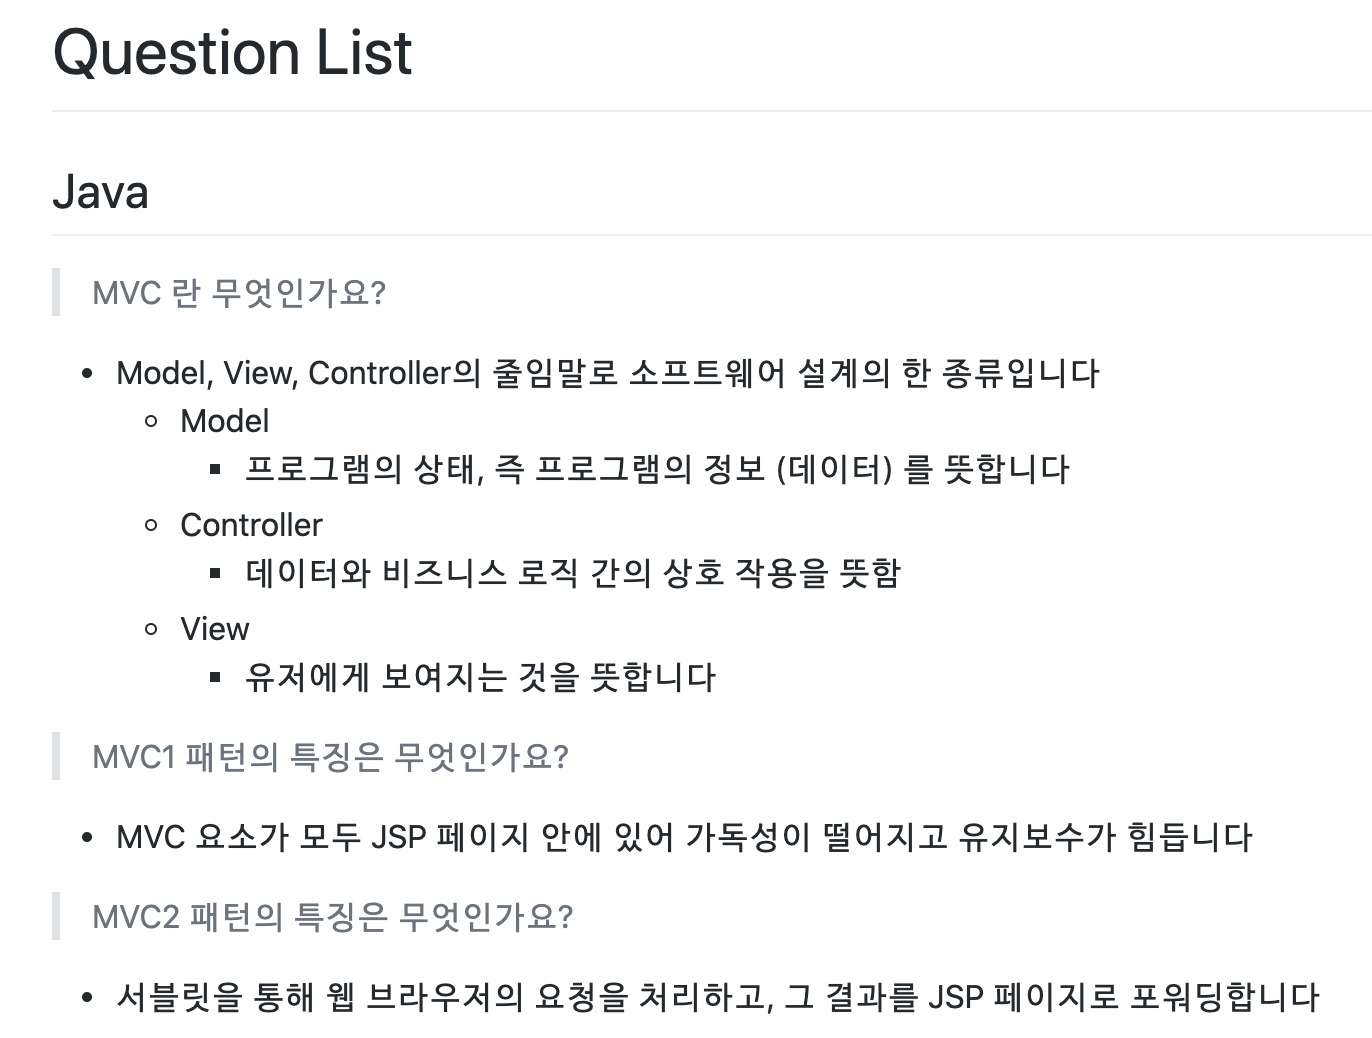 Question List
Java
MVC 란 무엇인가요?
Model, View, Controller의 줄임말로 소프트웨어 설계의 한 종류입니다
Model
프로그램의 상태, 즉 프로그램의 정보 (데이터) 를 뜻합니다
Controller
데이터와 비즈니스 로직 간의 상호 작용을 뜻함
View
유저에게 보여지는 것을 뜻합니다
MVC1 패턴의 특징은 무엇인가요?
MVC 요소가 모두 JSP 페이지 안에 있어 가독성이 떨어지고 유지보수가 힘듭니다
MVC2 패턴의 특징은 무엇인가요?
서블릿을 통해 웹 브라우저의 요청을 처리하고, 그 결과를 JSP 페이지로 포워딩합니다